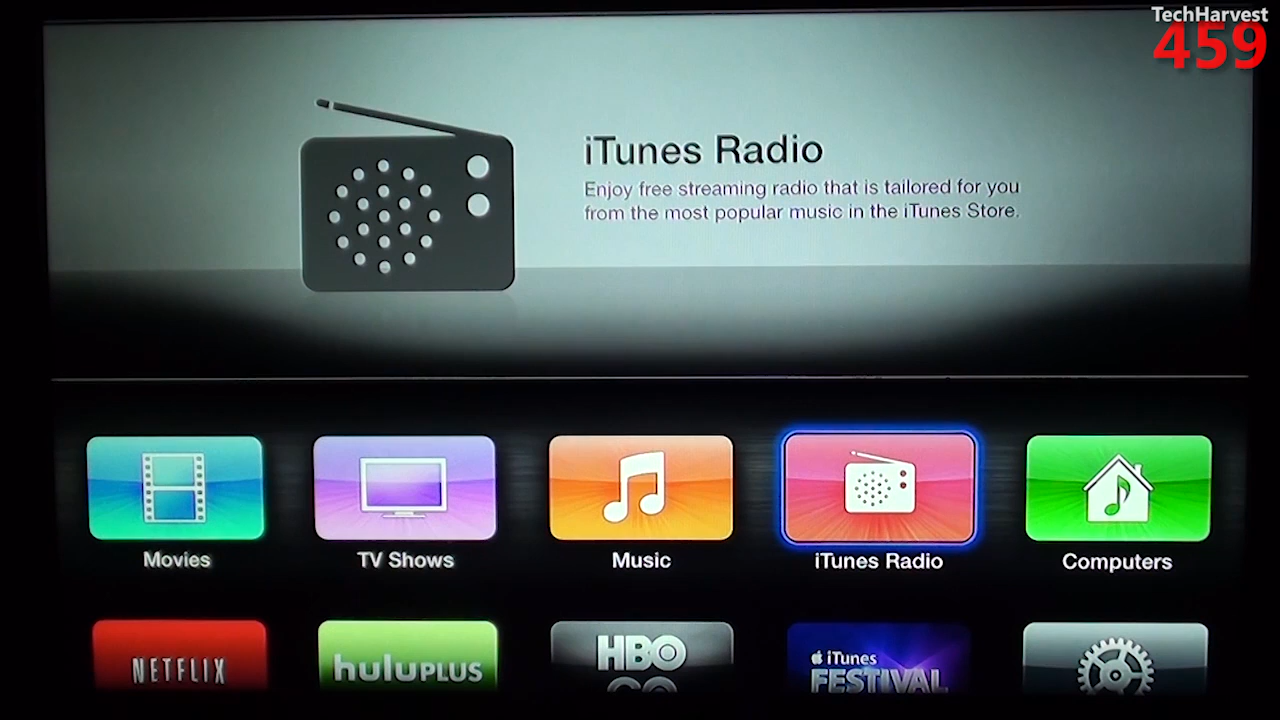 TechHarvest
459
iTunes Radio
Enjoy free streaming radio that is tailored for you
from the most popular music in the iTunes Store.
Movies
TV Shows
Music
iTunes Radio
Computers
NETFLIX
huluPLUS
HBO
GO
iTunes
FESTIVAL